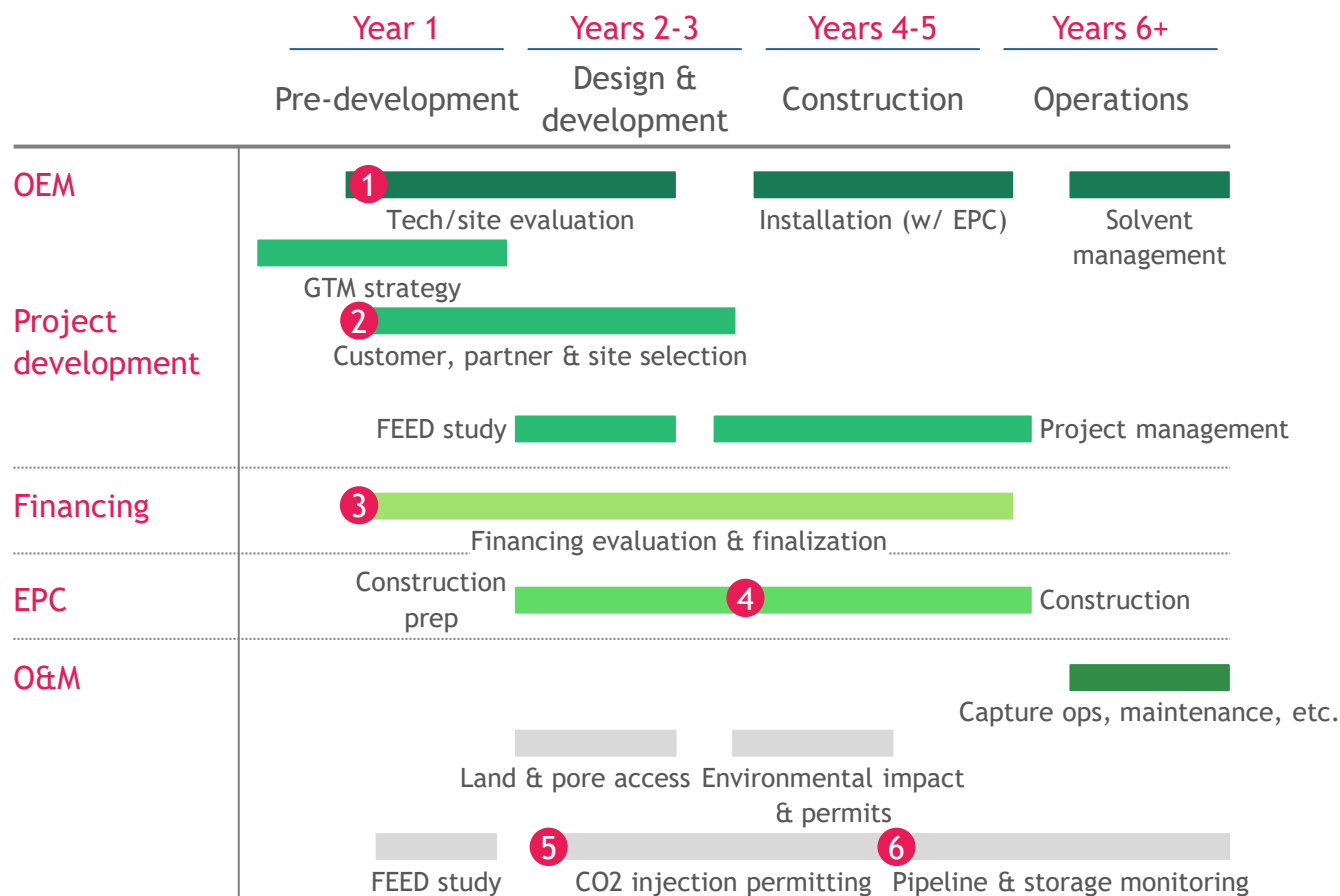 Year 1
Years 2-3
Years 4-5
Years 6+
Pre-development
Design &
development
Construction
Operations
OEM
1
Tech/site evaluation
Installation (w/ EPC)
Solvent
management
GTM strategy
Project
development
2
Customer, partner & site selection
FEED study
Project management
Financing
3
Financing evaluation & finalization
EPC
Construction
prep
4
Construction
O&M
Capture ops, maintenance, etc.
Land & pore access
Environmental impact
& permits
5
6
FEED study
CO2 injection permitting
Pipeline & storage monitoring